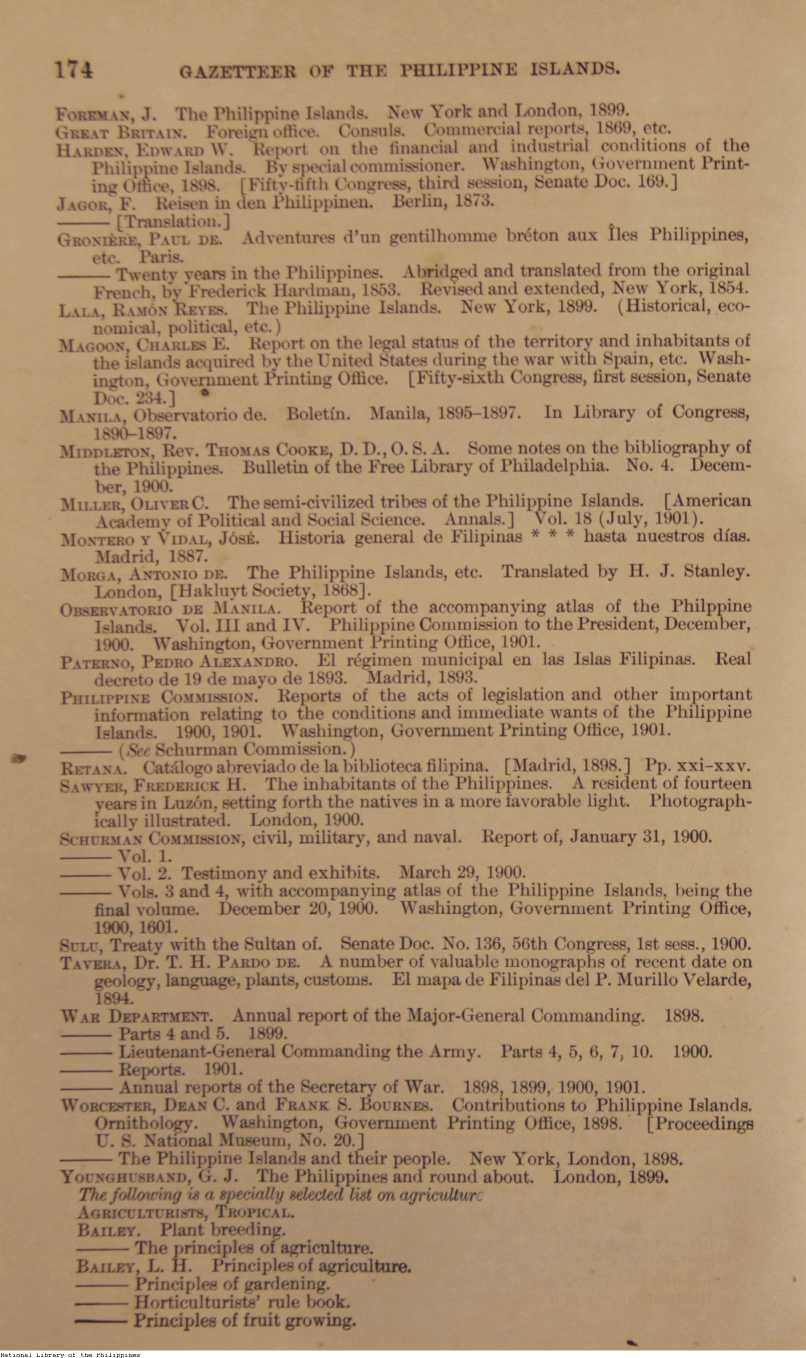 174 GAZETTEER OF THE PHILIPPINE ISLANDS.
FOREMAN, J. The Philippine Islands. New York and London, 1899.
GREAT BRITAIN. Foreign office. Consuls. Commercial reports, 1869, etc.
HARDEN, EDWARD W. Report on the financial and industrial conditions of the
Philippine Islands. By special commissioner. Washington, Government Print-
ing Office, 1898. [Fifty-fifth Congress, third session, Senate Doc. 169.]
JAGOR, F. Reisen in den Philippinen. Berlin, 1873.
——— [Translation.]
GRONIÈRE, PAUL DE. Adventures d'un gentilhomme bréton aux Îles Philippines,
etc. Paris.
——— Twenty years in the Philippines. Abridged and translated from the original
French, by Frederick Hardman, 1853. Revised and extended, New York, 1854.
LALA, RAMÓN REYES. The Philippine Islands. New York, 1899. (Historical, eco-
nomical, political, etc.)
MAGOON, CHARLES E. Report on the legal status of the territory and inhabitants of
the islands acquired by the United States during the war with Spain, etc. Wash-
ington, Government Printing Office. [Fifty-sixth Congress, first session, Senate
Doc. 234.]
MANILA, Observatorio de. Boletín. Manila, 1895–1897. In Library of Congress,
1890–1897.
MIDDLETON, REV. THOMAS COOKE, D. D., O. S. A. Some notes on the bibliography of
the Philippines. Bulletin of the Free Library of Philadelphia. No. 4. Decem-
ber, 1900.
MILLER, OLIVER C. The semi-civilized tribes of the Philippine Islands. [American
Academy of Political and Social Science. Annals.] Vol. 18 (July, 1901).
MONTERO Y VIDAL, JÓSÉ. Historia general de Filipinas * * * hasta nuestros días.
Madrid, 1887.
MORGA, ANTONIO DE. The Philippine Islands, etc. Translated by H. J. Stanley.
London, [Hakluyt Society, 1868].
OBSERVATORIO DE MANILA. Report of the accompanying atlas of the Philppine
Islands. Vol. III and IV. Philippine Commission to the President, December,
1900. Washington, Government Printing Office, 1901.
PATERNO, PEDRO ALEXANDRO. El régimen municipal en las Islas Filipinas. Real
decreto de 19 de mayo de 1893. Madrid, 1893.
PHILIPPINE COMMISSION. Reports of the acts of legislation and other important
information relating to the conditions and immediate wants of the Philippine
Islands. 1900, 1901. Washington, Government Printing Office, 1901.
——— (See Schurman Commission.)
RETANA. Catálogo abreviado de la biblioteca filipina. [Madrid, 1898.] Pp. xxi–xxv.
SAWYER, FREDERICK H. The inhabitants of the Philippines. A resident of fourteen
years in Luzón, setting forth the natives in a more favorable light. Photograph-
ically illustrated. London, 1900.
SCHURMAN COMMISSION, civil, military, and naval. Report of, January 31, 1900.
——— Vol. 1.
——— Vol. 2. Testimony and exhibits. March 29, 1900.
——— Vols. 3 and 4, with accompanying atlas of the Philippine Islands, being the
final volume. December 20, 1900. Washington, Government Printing Office,
1900, 1601.
SULU, Treaty with the Sultan of. Senate Doc. No. 136, 56th Congress, 1st sess., 1900.
TAVERA, Dr. T. H. PARDO DE. A number of valuable monographs of recent date on
geology, language, plants, customs. El mapa de Filipinas del P. Murillo Velarde,
1894.
WAR DEPARTMENT. Annual report of the Major-General Commanding. 1898.
——— Parts 4 and 5. 1899.
——— Lieutenant-General Commanding the Army. Parts 4, 5, 6, 7, 10. 1900.
——— Reports. 1901.
——— Annual reports of the Secretary of War. 1898, 1899, 1900, 1901.
WORCESTER, DEAN C. and FRANK S. BOURNES. Contributions to Philippine Islands.
Ornithology. Washington, Government Printing Office, 1898. [Proceedings
U. S. National Museum, No. 20.]
——— The Philippine Islands and their people. New York, London, 1898.
YOUNGHUSBAND, G. J. The Philippines and round about. London, 1899.
The following is a specially selected list on agriculture
AGRICULTURISTS, TROPICAL.
BAILEY. Plant breeding.
——— The principles of agriculture.
BAILEY, L. H. Principles of agriculture.
——— Principles of gardening.
——— Horticulturists' rule book.
——— Principles of fruit growing.
National Library of the Philippines